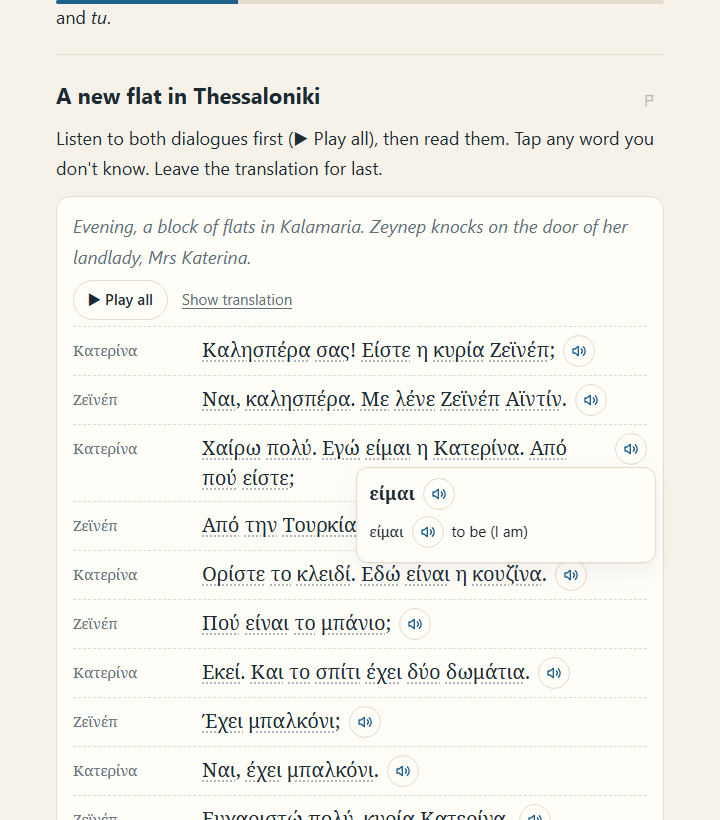 and tu.
A new flat in Thessaloniki
Listen to both dialogues first (▶ Play all), then read them. Tap any word you
don't know. Leave the translation for last.
Evening, a block of flats in Kalamaria. Zeynep knocks on the door of her
landlady, Mrs Katerina.
▶ Play all Show translation
Κατερίνα Καλησπέρα σας! Είστε η κυρία Ζεϊνέπ;
Ζεϊνέπ Ναι, καλησπέρα. Με λένε Ζεϊνέπ Αϊντίν.
Κατερίνα Χαίρω πολύ. Εγώ είμαι η Κατερίνα. Από
πού είστε;
είμαι
είμαι to be (I am)
Ζεϊνέπ Από την Τουρκία
Κατερίνα Ορίστε το κλειδί. Εδώ είναι η κουζίνα.
Ζεϊνέπ Πού είναι το μπάνιο;
Κατερίνα Εκεί. Και το σπίτι έχει δύο δωμάτια.
Ζεϊνέπ Έχει μπαλκόνι;
Κατερίνα Ναι, έχει μπαλκόνι.
Ζεϊνέπ Ευχαριστώ πολύ, κυρία Κατερίνα.